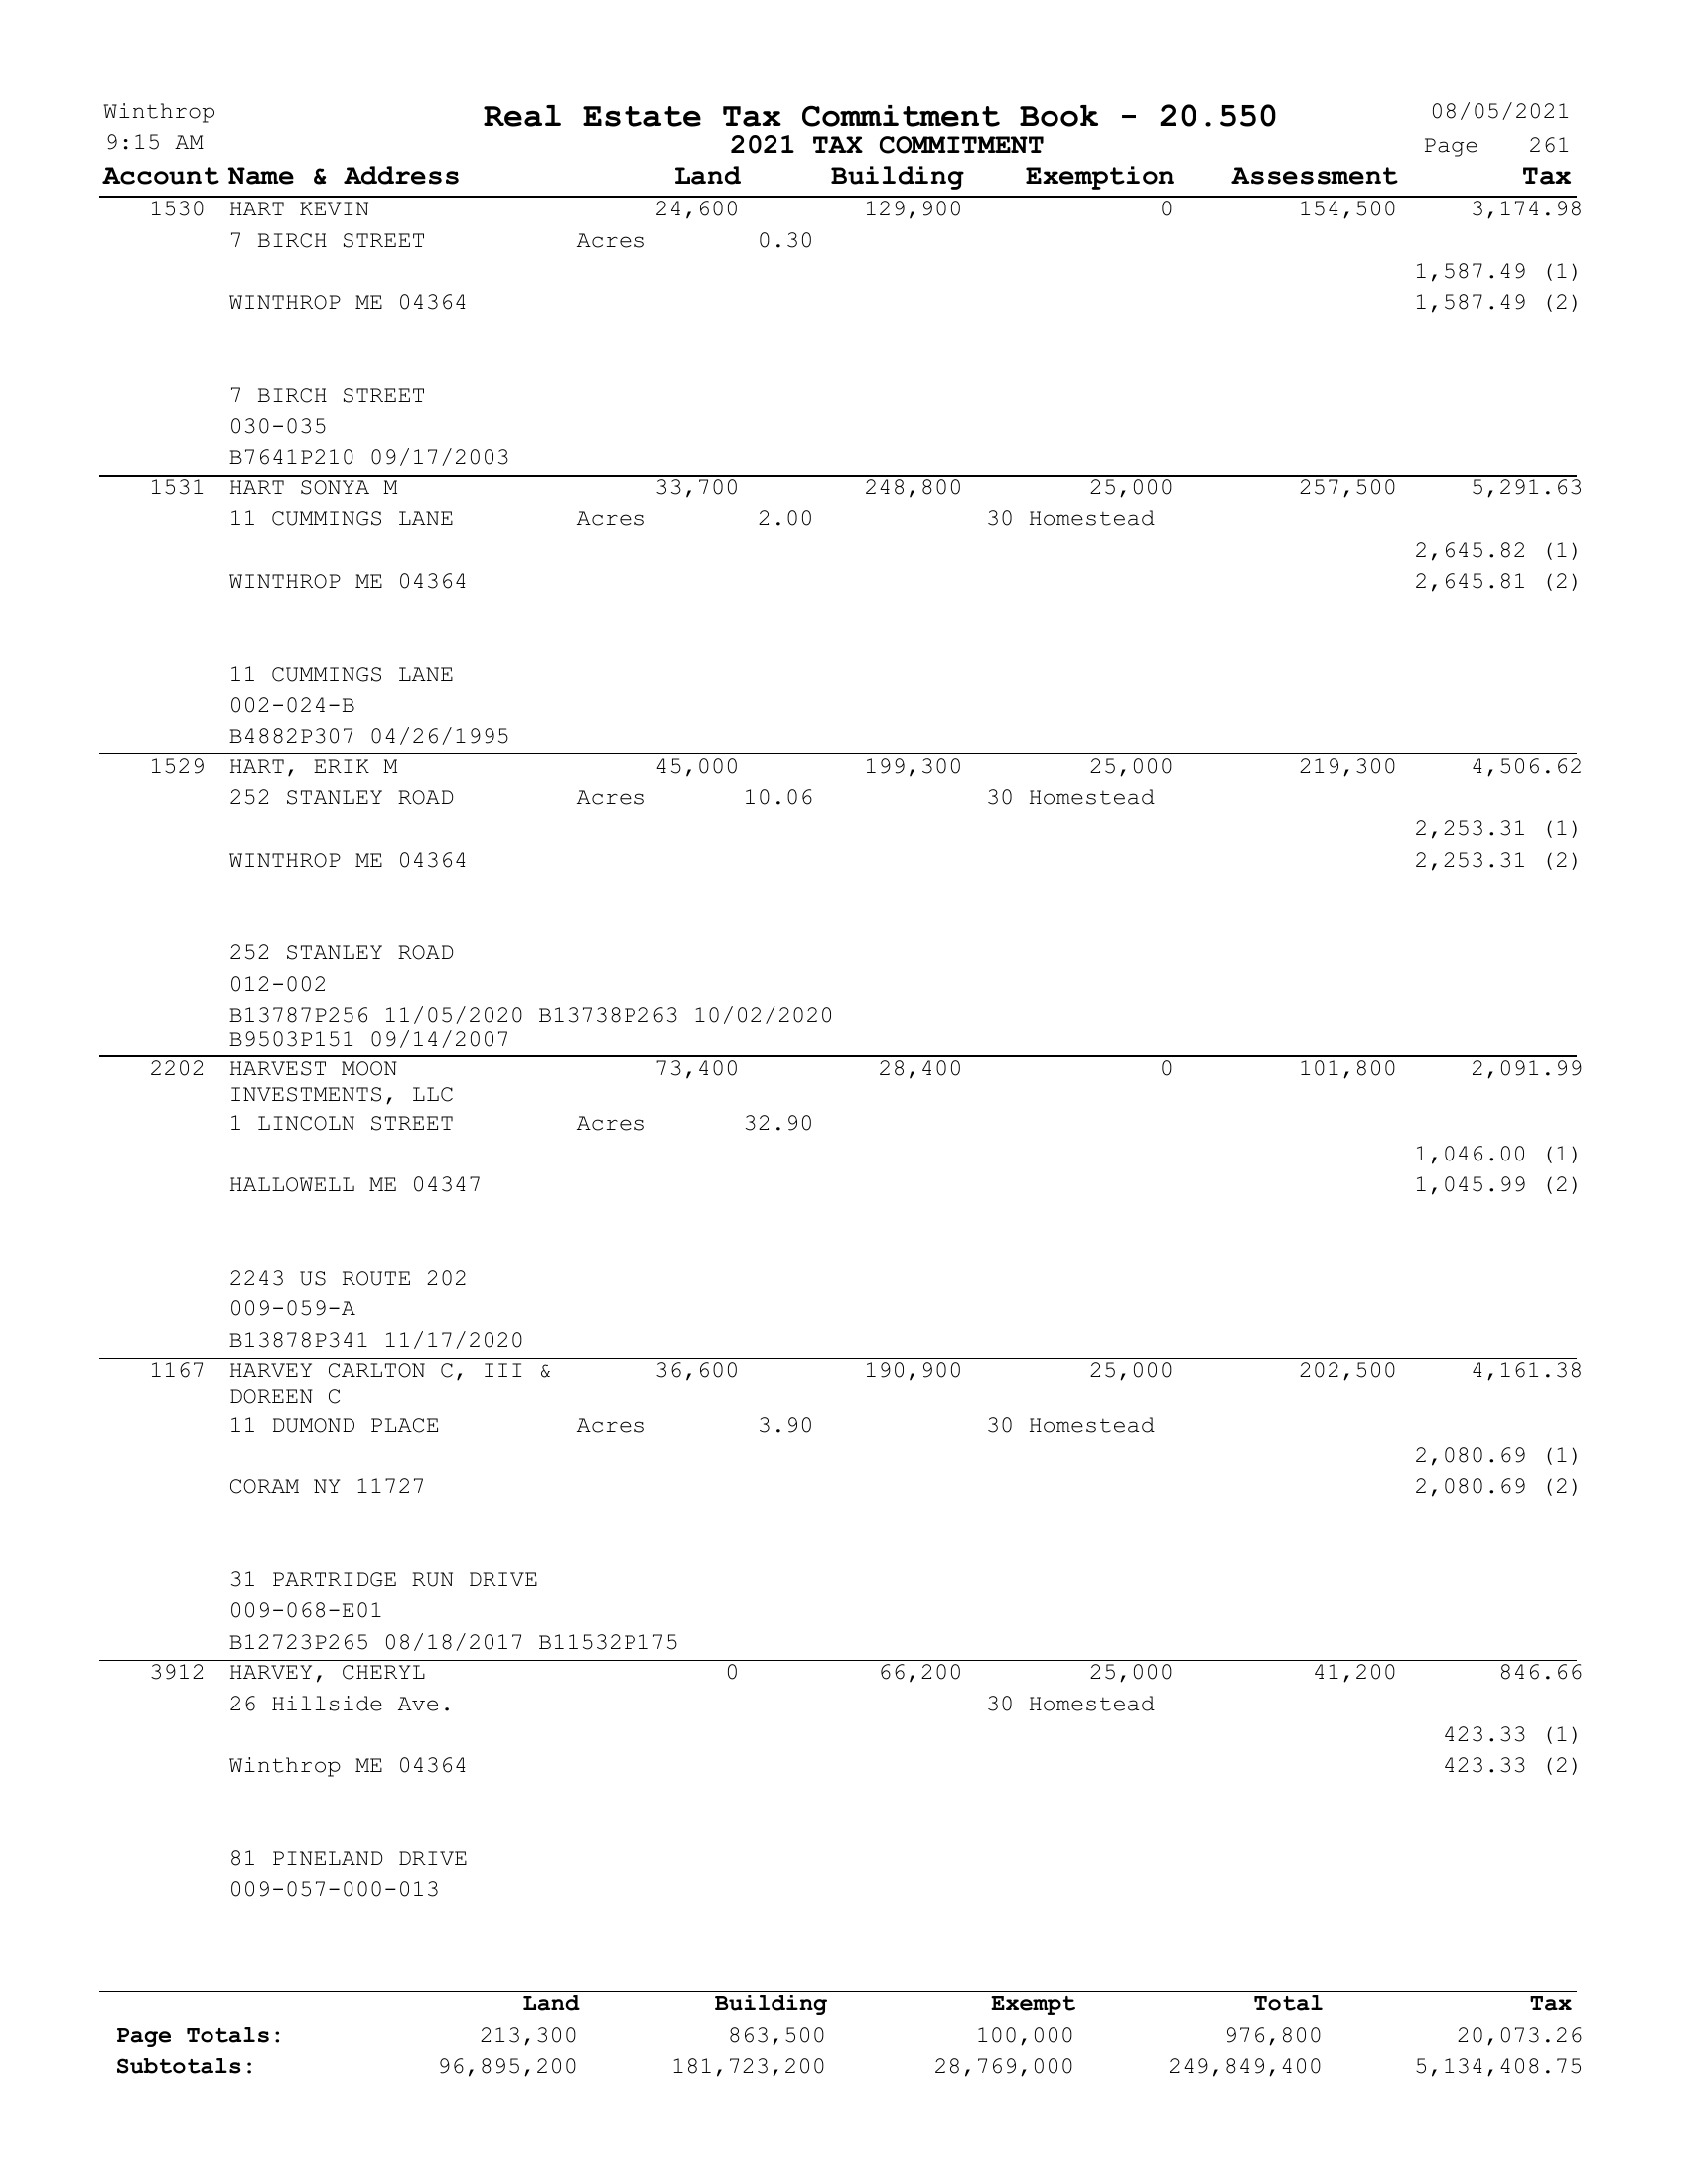 Winthrop Real Estate Tax Commitment Book - 20.550 08/05/2021
9:15 AM 2021 TAX COMMITMENT Page 261
Account Name & Address Land Building Exemption Assessment Tax
1530 HART KEVIN 24,600 129,900 0 154,500 3,174.98
7 BIRCH STREET Acres 0.30
1,587.49 (1)
WINTHROP ME 04364 1,587.49 (2)
7 BIRCH STREET
030-035
B7641P210 09/17/2003
1531 HART SONYA M 33,700 248,800 25,000 257,500 5,291.63
11 CUMMINGS LANE Acres 2.00 30 Homestead
2,645.82 (1)
WINTHROP ME 04364 2,645.81 (2)
11 CUMMINGS LANE
002-024-B
B4882P307 04/26/1995
1529 HART, ERIK M 45,000 199,300 25,000 219,300 4,506.62
252 STANLEY ROAD Acres 10.06 30 Homestead
2,253.31 (1)
WINTHROP ME 04364 2,253.31 (2)
252 STANLEY ROAD
012-002
B13787P256 11/05/2020 B13738P263 10/02/2020
B9503P151 09/14/2007
2202 HARVEST MOON 73,400 28,400 0 101,800 2,091.99
INVESTMENTS, LLC
1 LINCOLN STREET Acres 32.90
1,046.00 (1)
HALLOWELL ME 04347 1,045.99 (2)
2243 US ROUTE 202
009-059-A
B13878P341 11/17/2020
1167 HARVEY CARLTON C, III & 36,600 190,900 25,000 202,500 4,161.38
DOREEN C
11 DUMOND PLACE Acres 3.90 30 Homestead
2,080.69 (1)
CORAM NY 11727 2,080.69 (2)
31 PARTRIDGE RUN DRIVE
009-068-E01
B12723P265 08/18/2017 B11532P175
3912 HARVEY, CHERYL 0 66,200 25,000 41,200 846.66
26 Hillside Ave. 30 Homestead
423.33 (1)
Winthrop ME 04364 423.33 (2)
81 PINELAND DRIVE
009-057-000-013
Land Building Exempt Total Tax
Page Totals: 213,300 863,500 100,000 976,800 20,073.26
Subtotals: 96,895,200 181,723,200 28,769,000 249,849,400 5,134,408.75